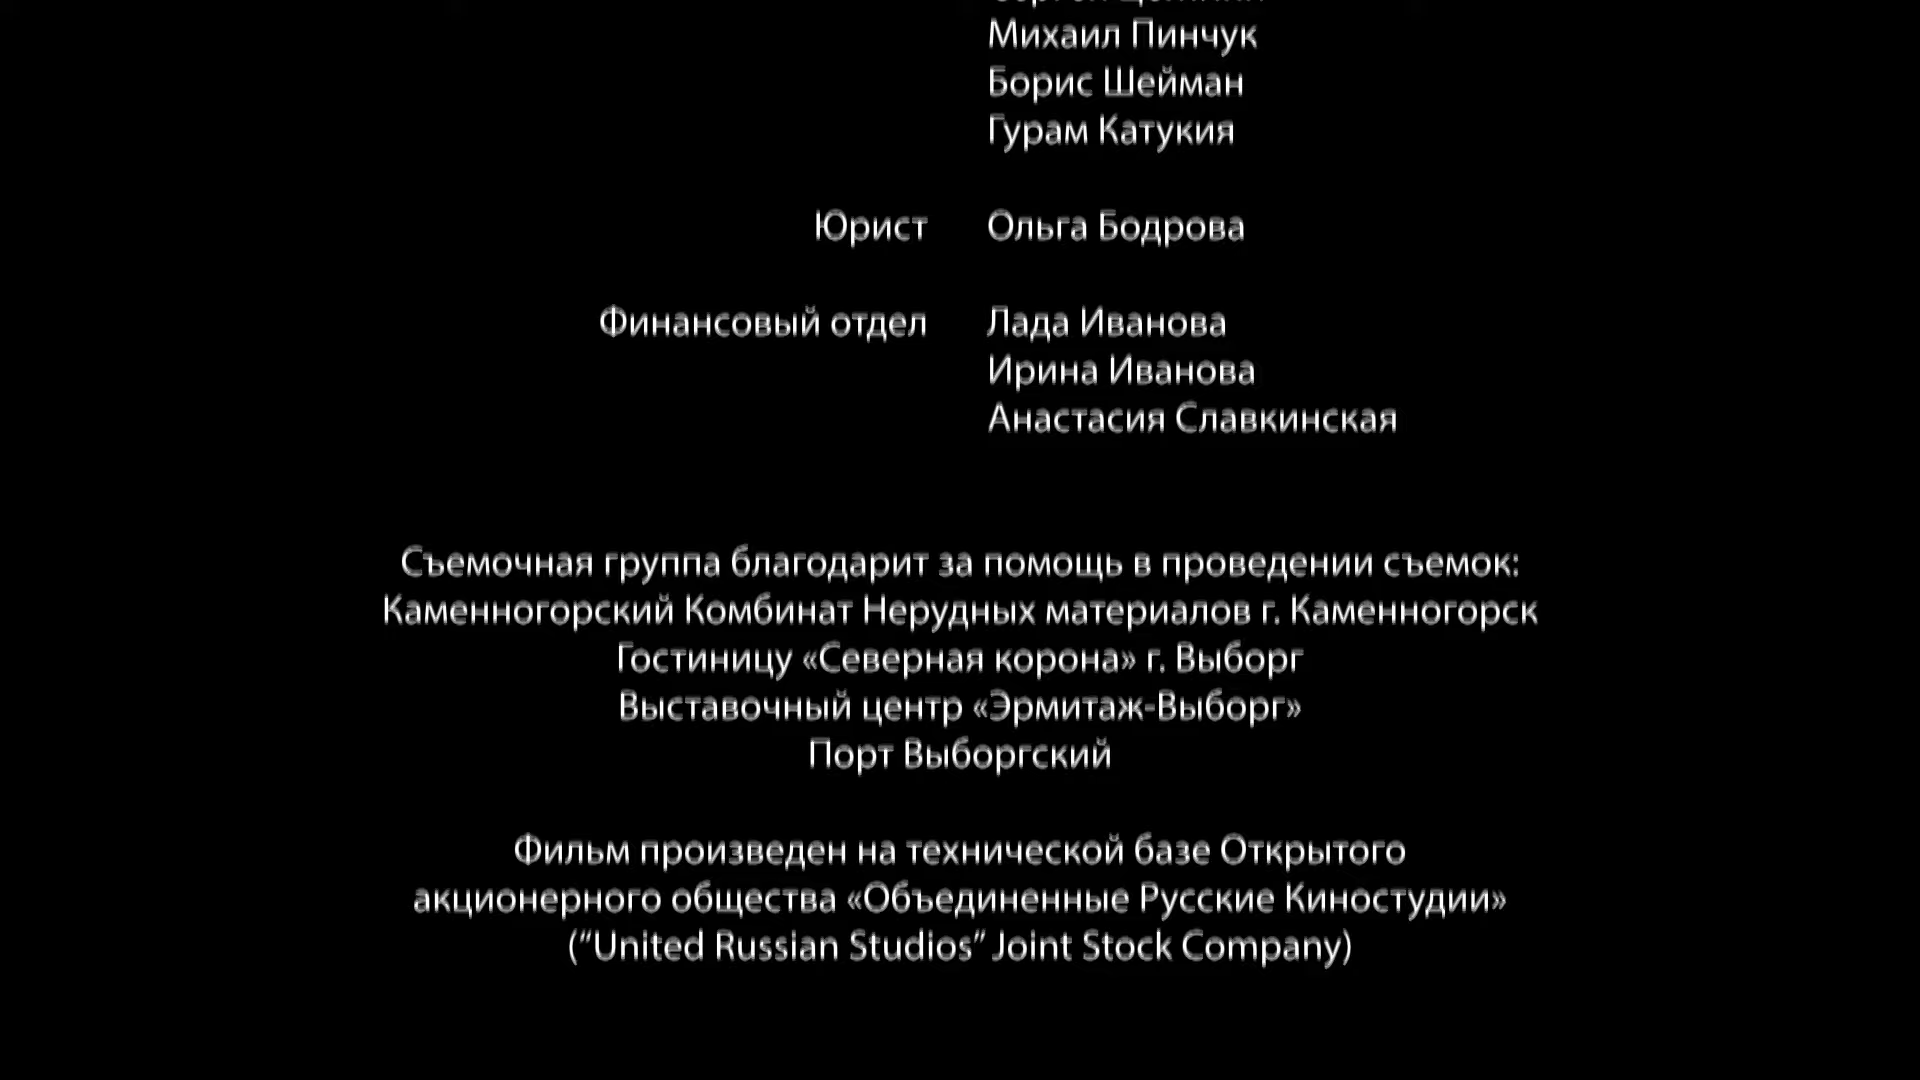 Михаил Пинчук
Борис Шейман
Гурам Катукия
Юрист Ольга Бодрова
Финансовый отдел Лада Иванова
Ирина Иванова
Анастасия Славкинская
Съемочная группа благодарит за помощь в проведении съемок:
Каменногорский Комбинат Нерудных материалов г. Каменногорск
Гостиницу «Северная корона» г. Выборг
Выставочный центр «Эрмитаж-Выборг»
Порт Выборгский
Фильм произведен на технической базе Открытого
акционерного общества «Объединенные Русские Киностудии»
(“United Russian Studios” Joint Stock Company)